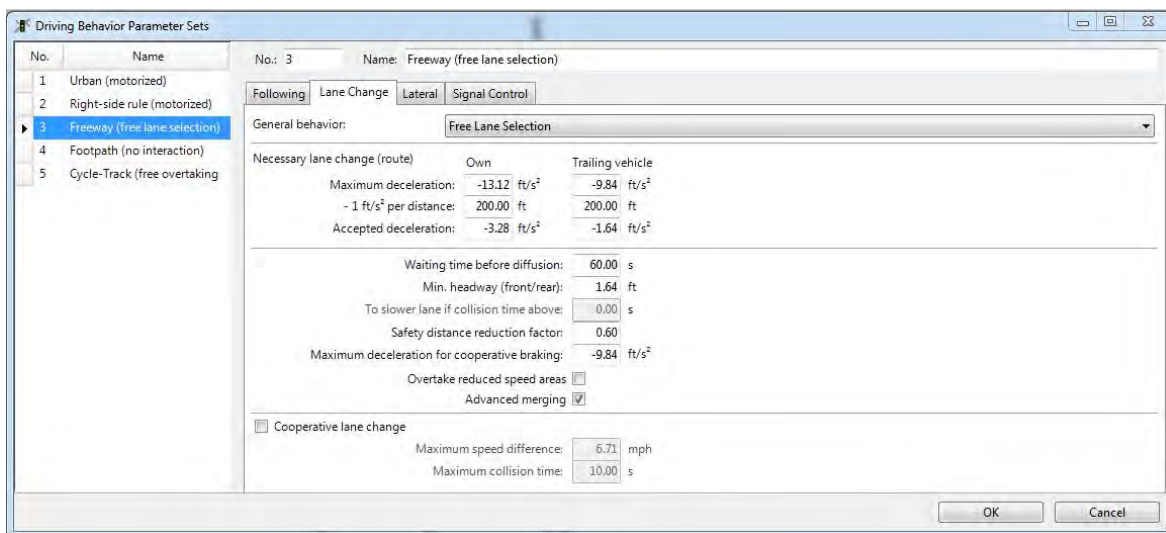 Driving Behavior Parameter Sets
No. Name
1 Urban (motorized)
2 Right-side rule (motorized)
3 Freeway (free lane selection)
4 Footpath (no interaction)
5 Cycle-Track (free overtaking
No.: 3 Name: Freeway (free lane selection)
Following Lane Change Lateral Signal Control
General behavior: Free Lane Selection
Necessary lane change (route) Own Trailing vehicle
Maximum deceleration: -13.12 ft/s² -9.84 ft/s²
- 1 ft/s² per distance: 200.00 ft 200.00 ft
Accepted deceleration: -3.28 ft/s² -1.64 ft/s²
Waiting time before diffusion: 60.00 s
Min. headway (front/rear): 1.64 ft
To slower lane if collision time above: 0.00 s
Safety distance reduction factor: 0.60
Maximum deceleration for cooperative braking: -9.84 ft/s²
Overtake reduced speed areas
Advanced merging
Cooperative lane change
Maximum speed difference: 6.71 mph
Maximum collision time: 10.00 s
OK Cancel